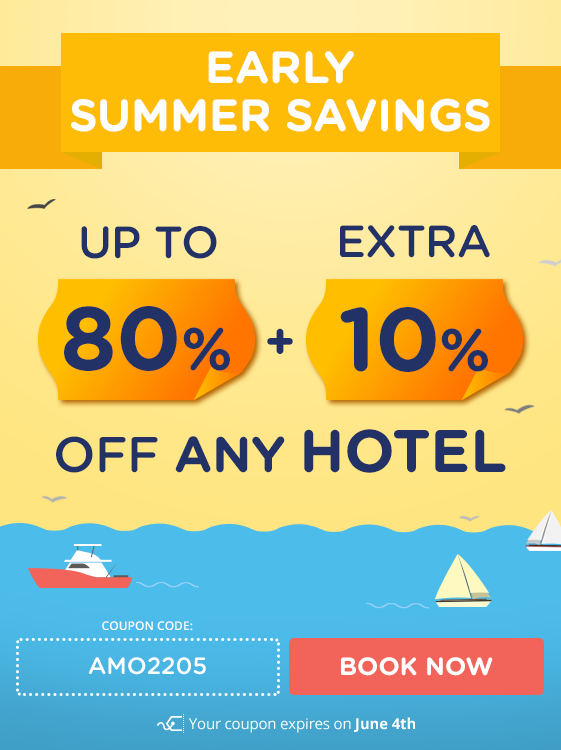 EARLY
SUMMER SAVINGS
UP TO
EXTRA
80% + 10%
OFF ANY HOTEL
COUPON CODE:
AMO2205
BOOK NOW
Your coupon expires on June 4th